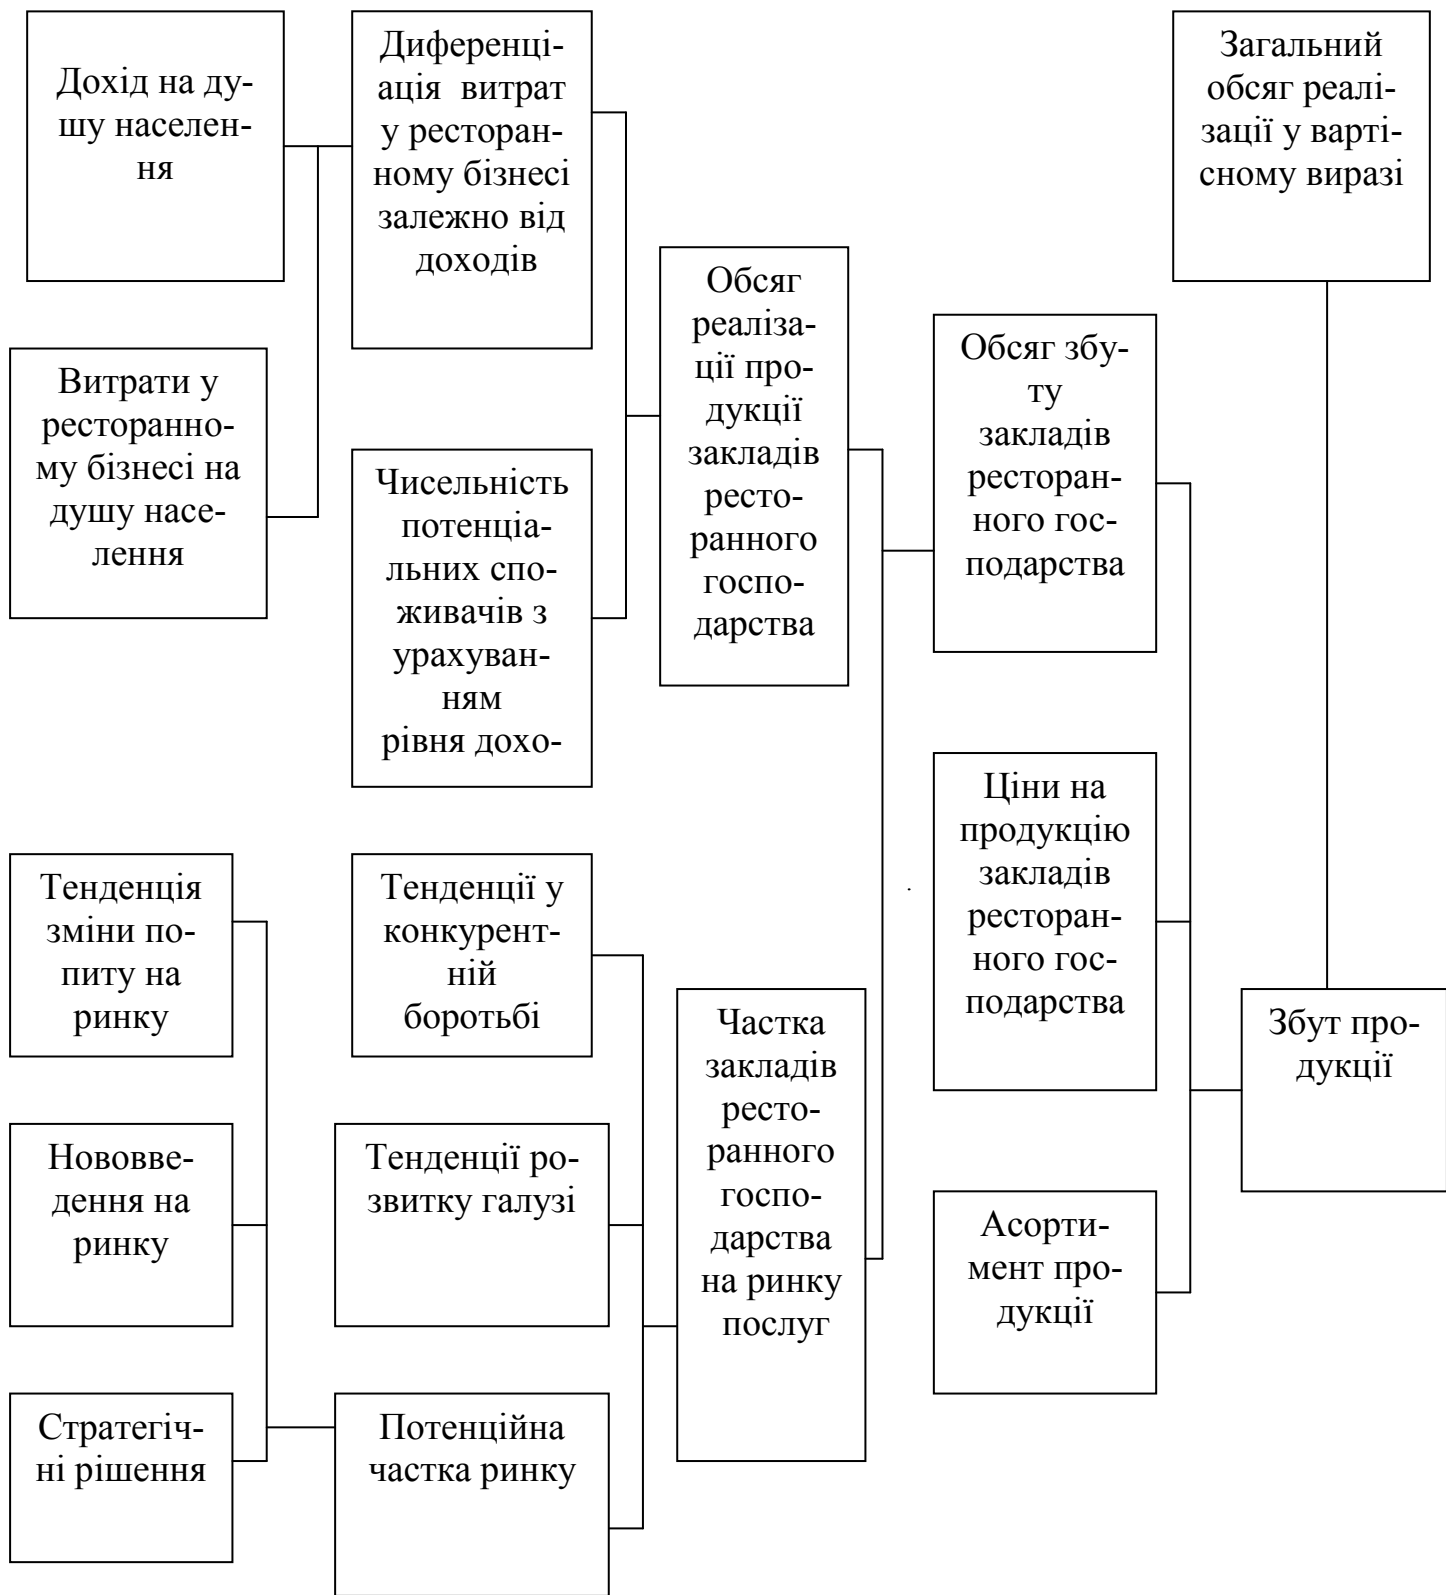 Дохід на ду-
шу населен-
ня
Диференці-
ація витрат
у ресторан-
ному бізнесі
залежно від
доходів
Загальний
обсяг реалі-
зації у варті-
сному виразі
Витрати у
ресторанно-
му бізнесі на
душу насе-
лення
Чисельність
потенціа-
льних спо-
живачів з
урахуван-
ням
рівня дохо-
Обсяг
реаліза-
ції про-
дукції
закладів
ресто-
ранного
госпо-
дарства
Обсяг збу-
ту
закладів
ресторан-
ного гос-
подарства
Ціни на
продукцію
закладів
ресторан-
ного гос-
подарства
Тенденція
зміни по-
питу на
ринку
Тенденції у
конкурент-
ній
боротьбі
Частка
закладів
ресто-
ранного
госпо-
дарства
на ринку
послуг
Збут про-
дукції
Нововве-
дення на
ринку
Тенденції ро-
звитку галузі
Асорти-
мент про-
дукції
Стратегіч-
ні рішення
Потенційна
частка ринку